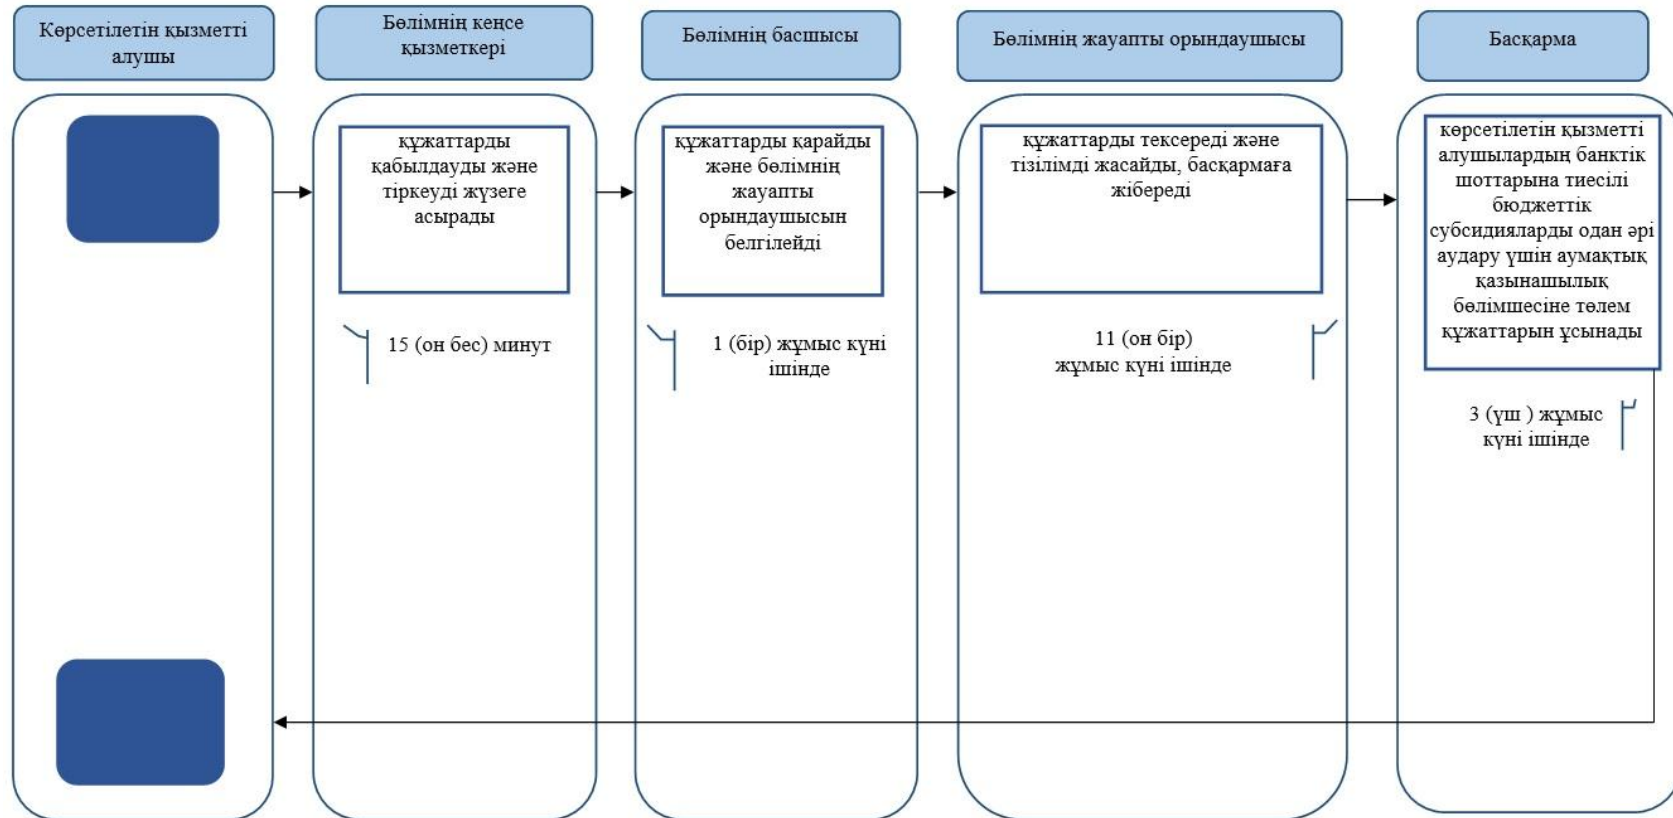 Көрсетілетін қызметті
алушы
Бөлімнің кеңсе
қызметкері
Бөлімнің басшысы
Бөлімнің жауапты орындаушысы
Басқарма
құжаттарды
қабылдауды және
тіркеуді жүзеге
асырады
құжаттарды қарайды
және бөлімнің
жауапты
орындаушысын
белгілейді
құжаттарды тексереді және
тізілімді жасайды, басқармаға
жібереді
көрсетілетін қызметті
алушылардың банктік
шоттарына тиесілі
бюджеттік
субсидияларды одан әрі
аудару үшін аумақтық
қазынашылық
бөлімшесіне төлем
құжаттарын ұсынады
15 (он бес) минут
1 (бір) жұмыс күні
ішінде
11 (он бір)
жұмыс күні ішінде
3 (үш ) жұмыс
күні ішінде